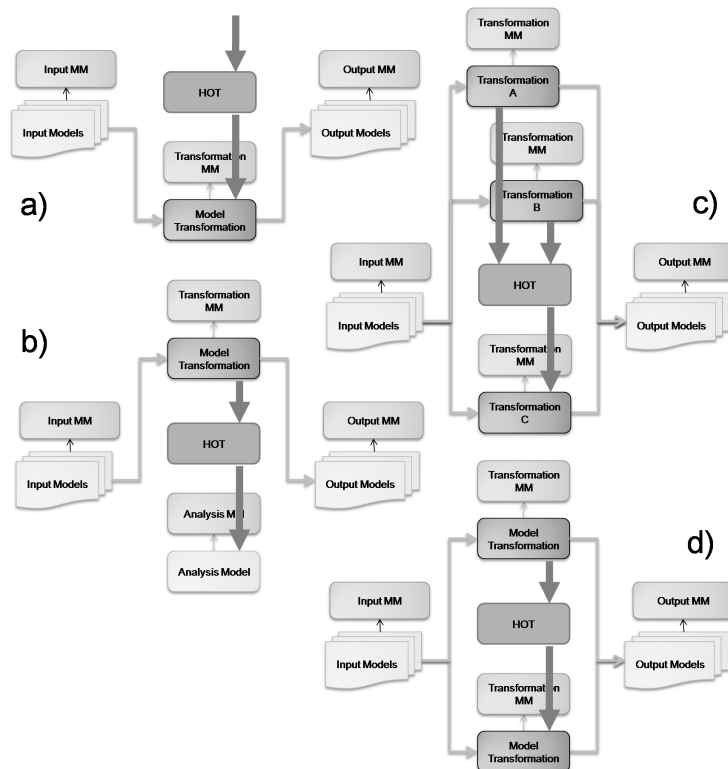 Input MM
Input Models
HOT
Transformation
MM
Model
Transformation
Output MM
Output Models
a)
Transformation
MM
Transformation
A
Transformation
MM
Transformation
B
HOT
Transformation
MM
Transformation
C
Input MM
Input Models
Output MM
Output Models
c)
b)
Transformation
MM
Model
Transformation
Input MM
Input Models
HOT
Analysis MM
Analysis Model
Output MM
Output Models
d)
Transformation
MM
Model
Transformation
Input MM
Input Models
HOT
Transformation
MM
Model
Transformation
Output MM
Output Models